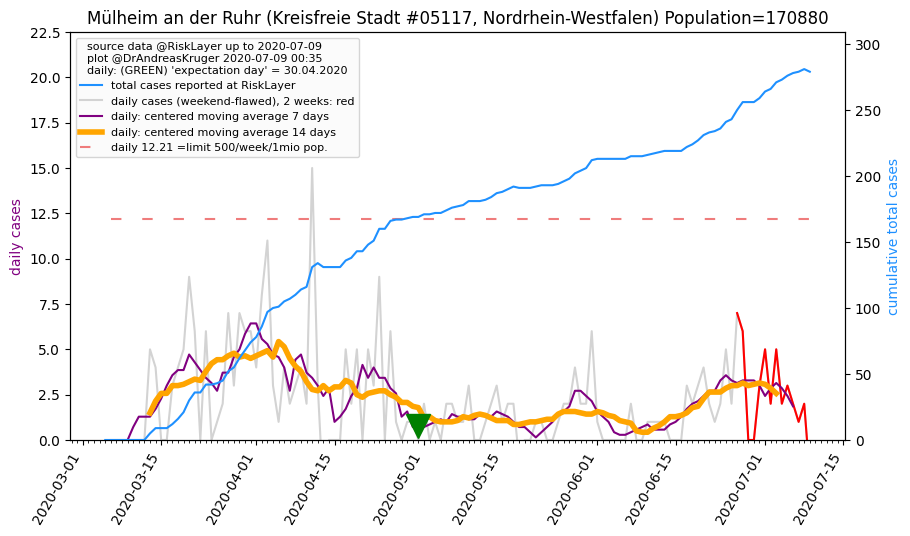 Mülheim an der Ruhr (Kreisfreie Stadt #05117, Nordrhein-Westfalen) Population=170880
source data @RiskLayer up to 2020-07-09
plot @DrAndreasKruger 2020-07-09 00:35
daily: (GREEN) 'expectation day' = 30.04.2020
total cases reported at RiskLayer
daily cases (weekend-flawed), 2 weeks: red
daily: centered moving average 7 days
daily: centered moving average 14 days
daily 12.21 =limit 500/week/1mio pop.
daily cases
22.5
20.0
17.5
15.0
12.5
10.0
7.5
5.0
2.5
0.0
300
250
200
150
100
50
0
cumulative total cases
2020-03-01
2020-03-15
2020-04-01
2020-04-15
2020-05-01
2020-05-15
2020-06-01
2020-06-15
2020-07-01
2020-07-15